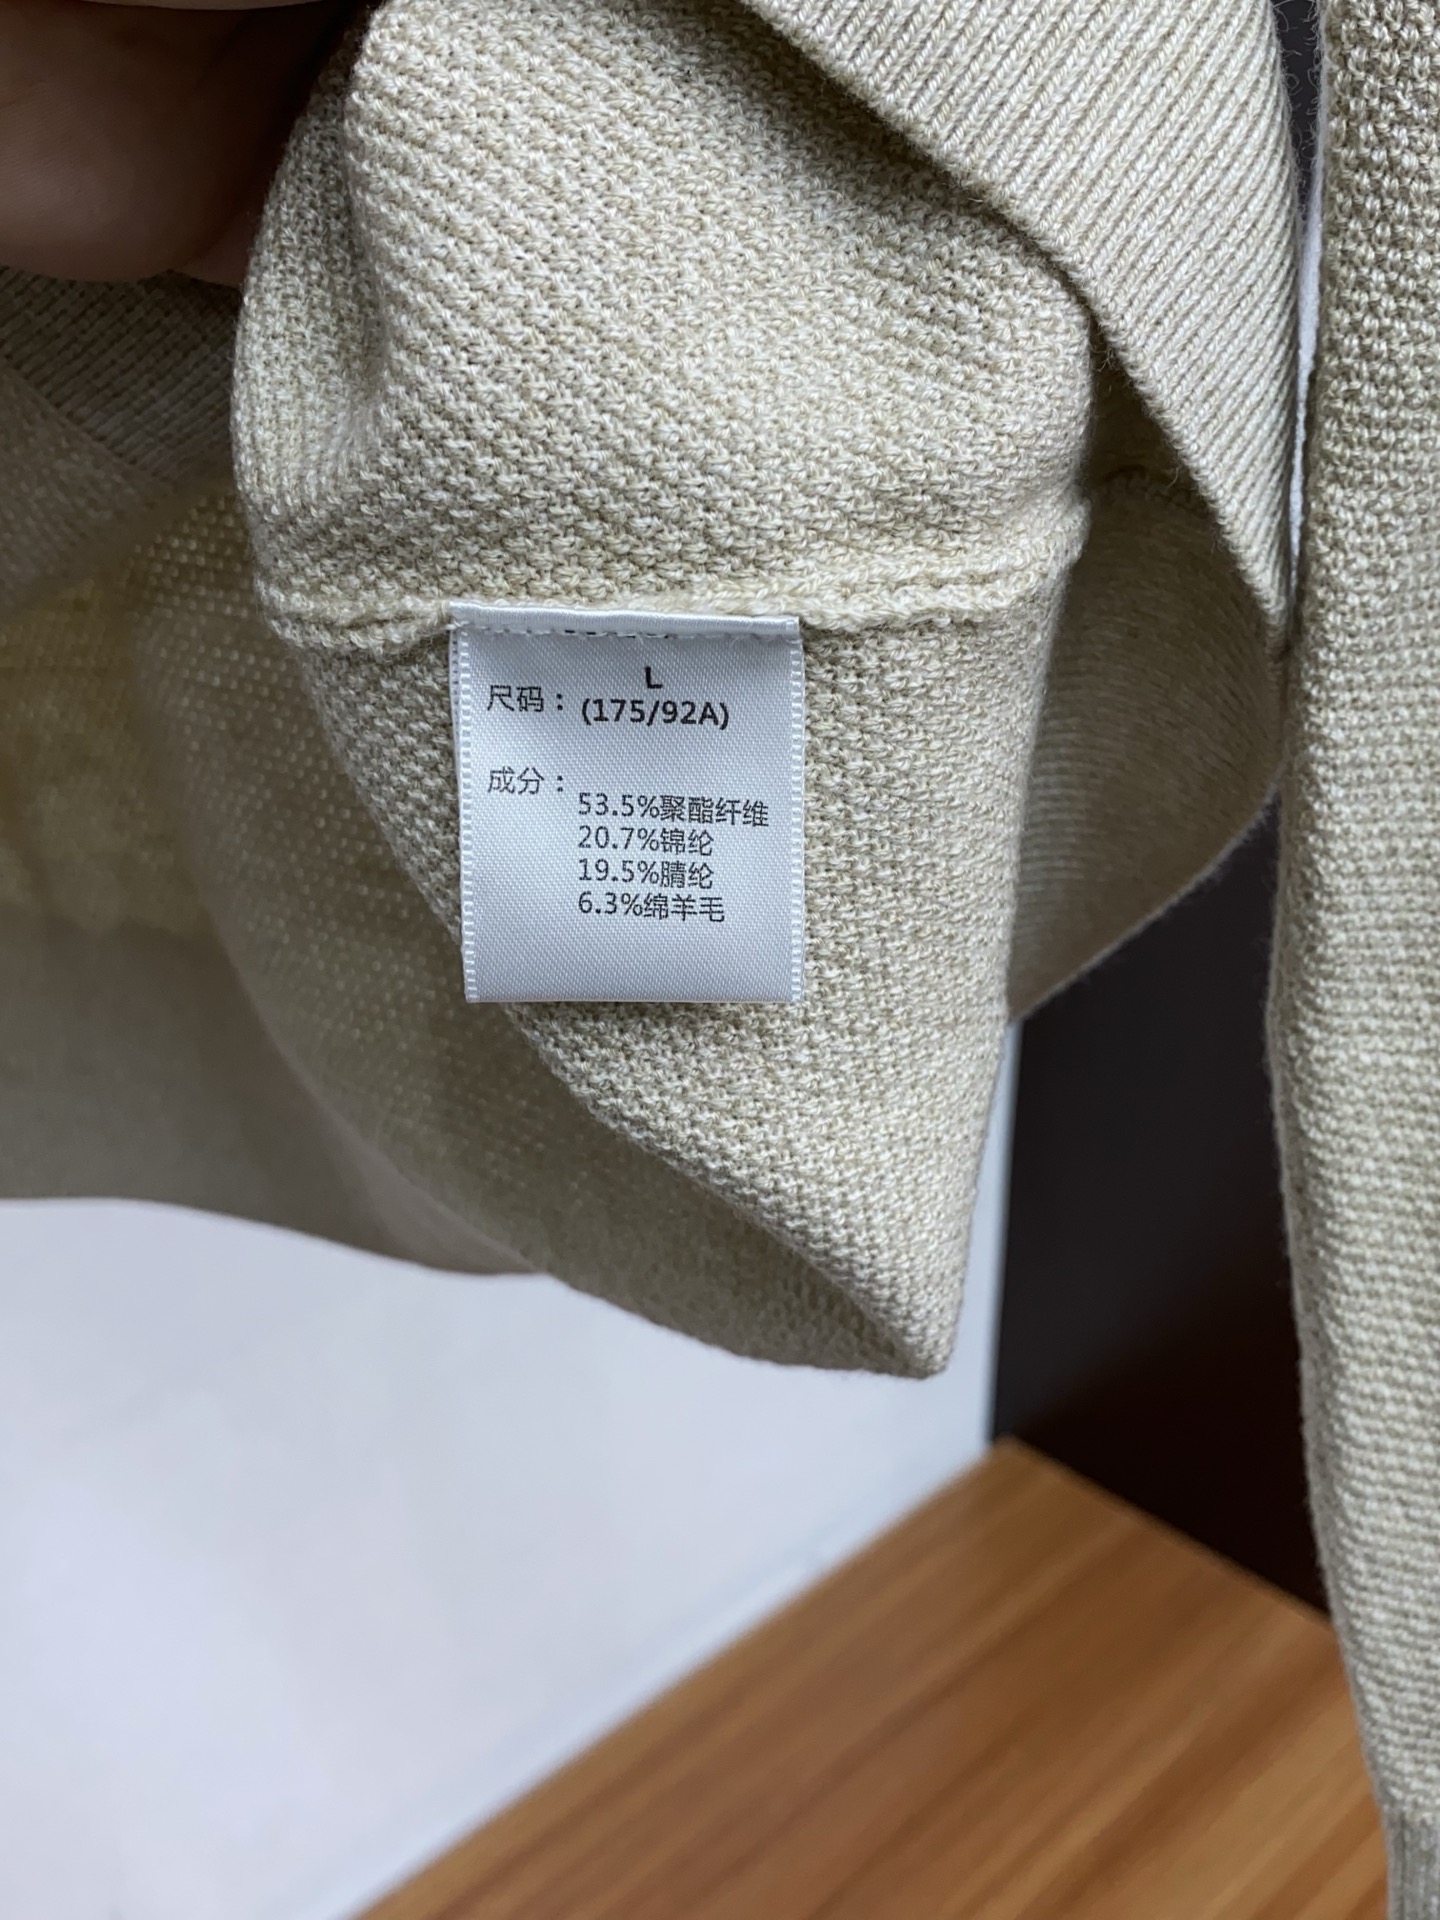 L
尺码：(175/92A)
成分：
53.5%聚酯纤维
20.7%锦纶
19.5%腈纶
6.3%绵羊毛